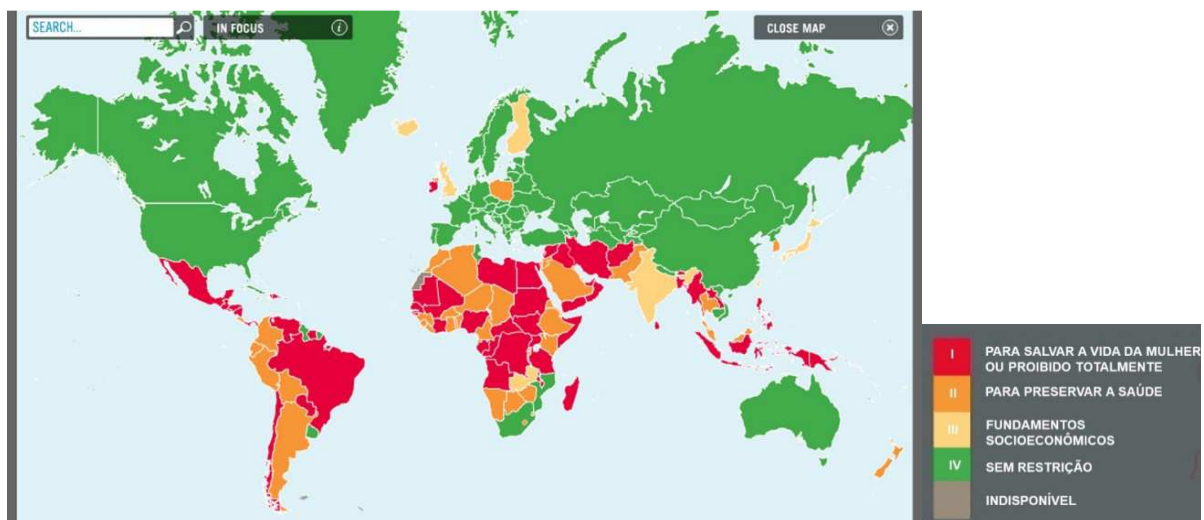 SEARCH...
IN FOCUS
CLOSE MAP
I
PARA SALVAR A VIDA DA MULHER
OU PROIBIDO TOTALMENTE
II
PARA PRESERVAR A SAÚDE
III
FUNDAMENTOS
SOCIOECONÓMICOS
IV
SEM RESTRIÇÃO
INDISPONÍVEL